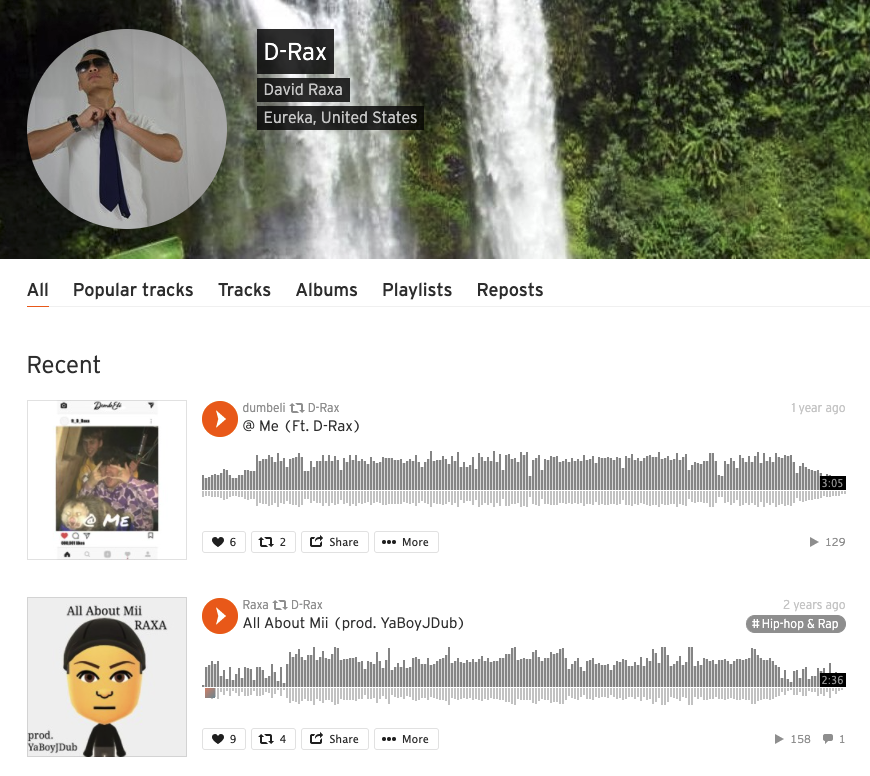 D-Rax
David Raxa
Eureka, United States
All Popular tracks Tracks Albums Playlists Reposts
Recent
dumbeli D-Rax
1 year ago
@ Me (Ft. D-Rax)
@ Me
3:05
6 2 Share More
129
Raxa D-Rax
2 years ago
All About Mii (prod. YaBoyJDub)
# Hip-hop & Rap
All About Mii
RAXA
prod.
YaBoyJDub
2:36
9 4 Share More
158 1